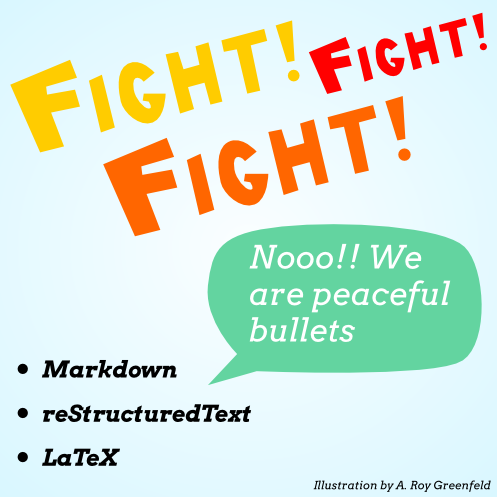 FIGHT!
FIGHT!
FIGHT!
Nooo!! We
are peaceful
bullets
• Markdown
• reStructuredText
• LaTeX
Illustration by A. Roy Greenfeld